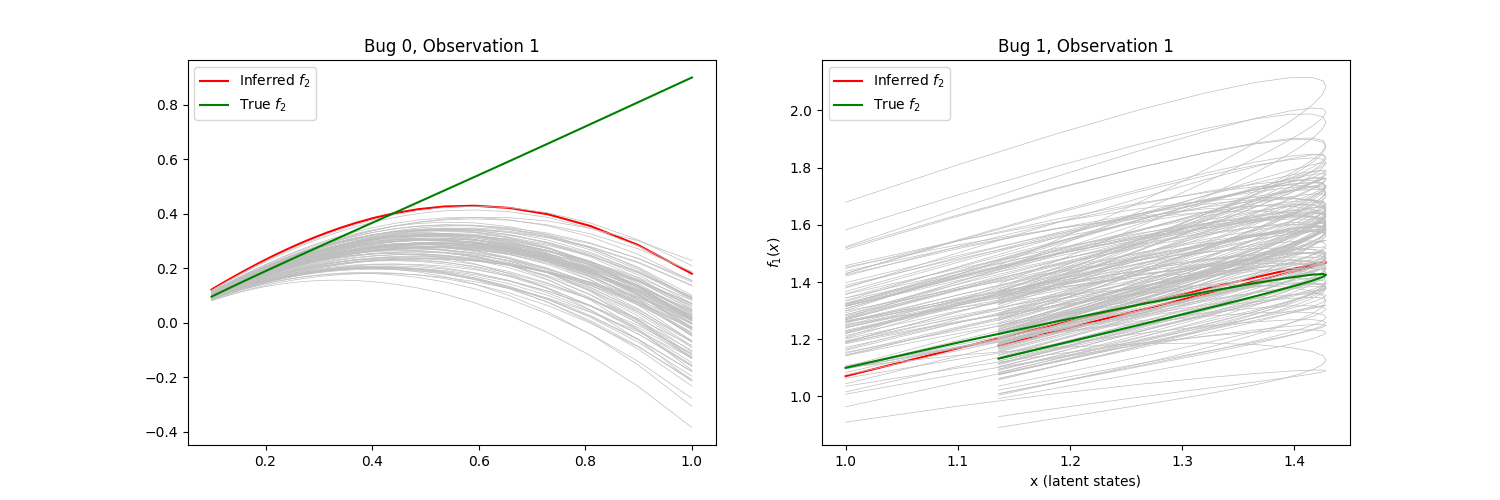 Bug 0, Observation 1
Inferred f₂
True f₂
0.8
0.6
0.4
0.2
0.0
−0.2
−0.4
0.2 0.4 0.6 0.8 1.0
Bug 1, Observation 1
Inferred f₂
True f₂
f₁(x)
2.0
1.8
1.6
1.4
1.2
1.0
1.0 1.1 1.2 1.3 1.4
x (latent states)